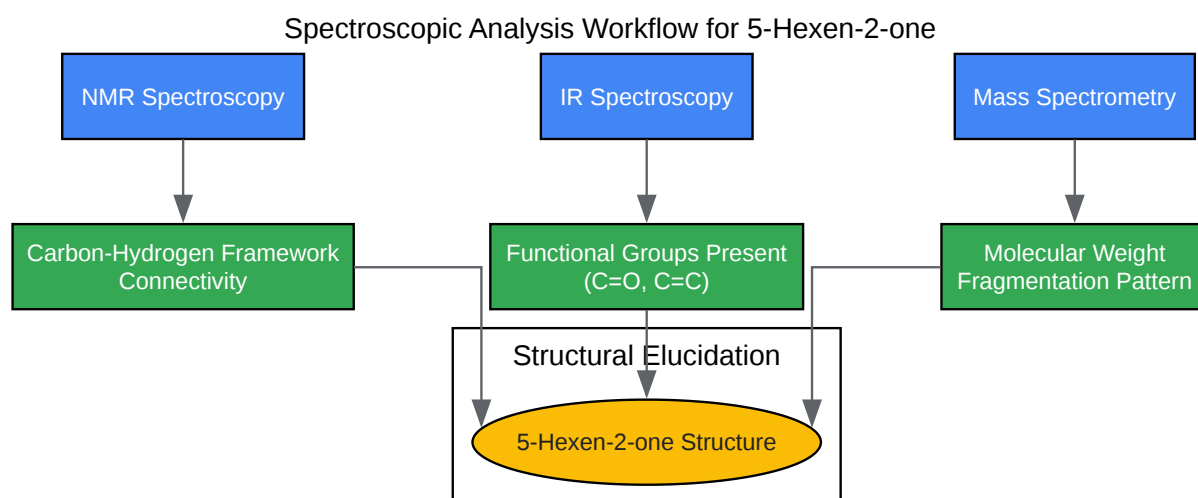 Spectroscopic Analysis Workflow for 5-Hexen-2-one
NMR Spectroscopy
IR Spectroscopy
Mass Spectrometry
Carbon-Hydrogen Framework
Connectivity
Functional Groups Present
(C=O, C=C)
Molecular Weight
Fragmentation Pattern
Structural Elucidation
5-Hexen-2-one Structure